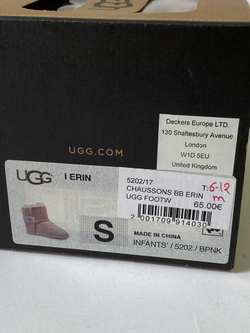 Deckers Europe LTD.
130 Shaftesbury Avenue
London
W1D 5EU
United Kingdom
UGG.COM
UGG
I ERIN
5202/17
CHAUSSONS BB ERIN
UGG FOOTW
65.00€
T: 6-12
m
2001709914030
S
MADE IN CHINA
INFANTS' / 5202 / BPNK